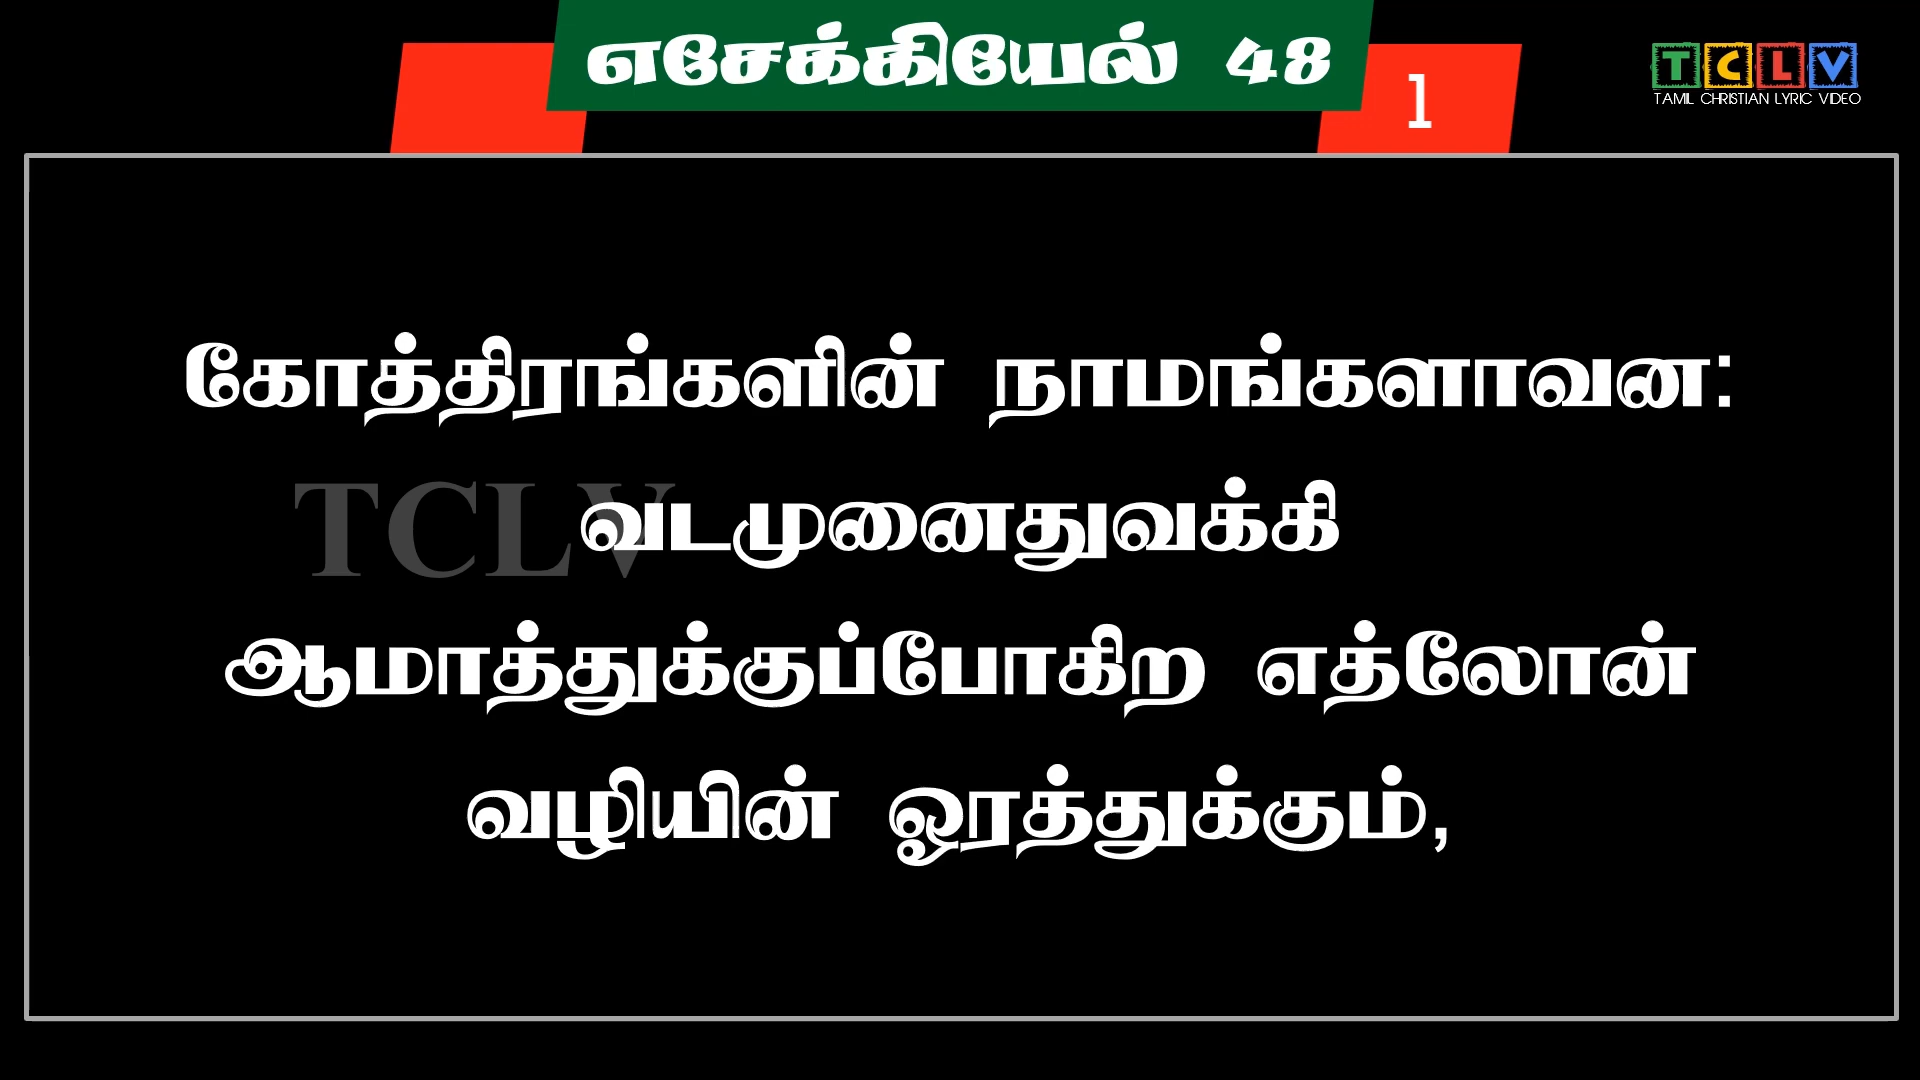 எசேக்கியேல் 48
1
TCLV
TAMIL CHRISTIAN LYRIC VIDEO
கோத்திரங்களின் நாமங்களாவன:
வடமுனைதுவக்கி
TCLV
ஆமாத்துக்குப்போகிற எத்லோன்
வழியின் ஓரத்துக்கும்,